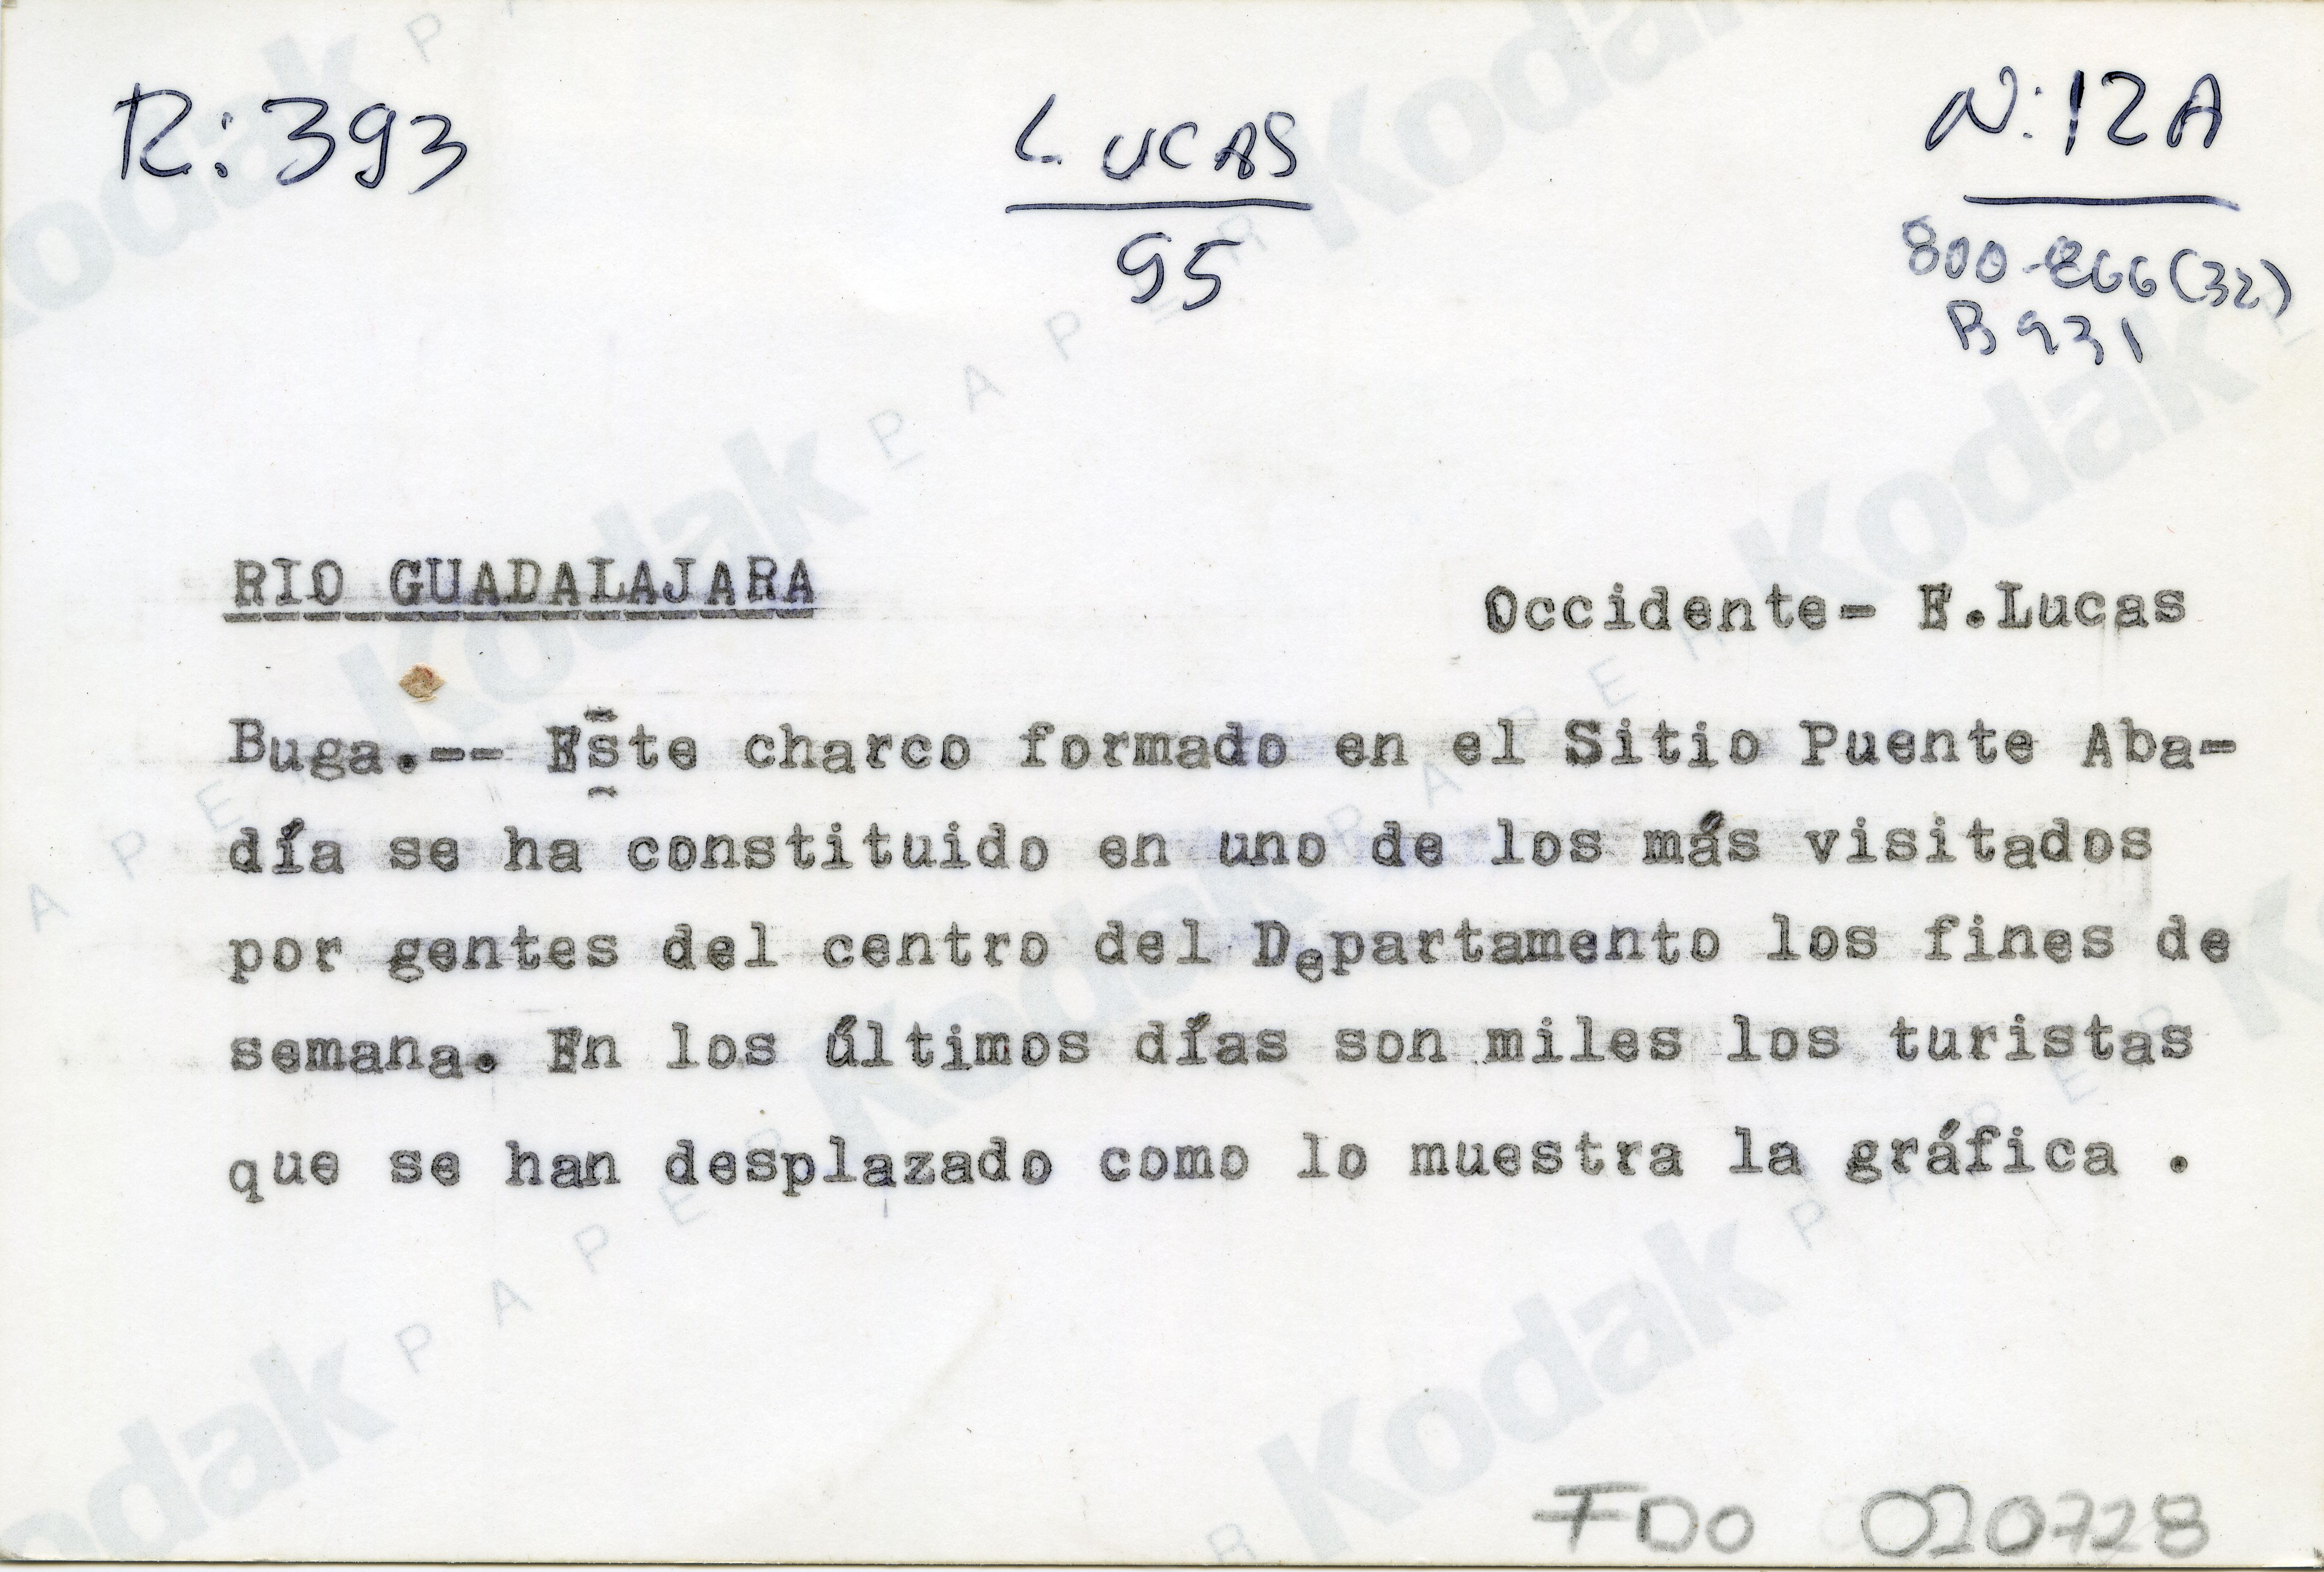 R: 393
LUCAS
95
N: 12A
800-866(32)
B931
RIO GUADALAJARA
Occidente- E.Lucas
Buga.-- Este charco formado en el Sitio Puente Aba-
día se ha constituido en uno de los más visitados
por gentes del centro del Departamento los fines de
semana. En los últimos días son miles los turistas
que se han desplazado como lo muestra la gráfica .
FDO 020728
Kodak PAPER